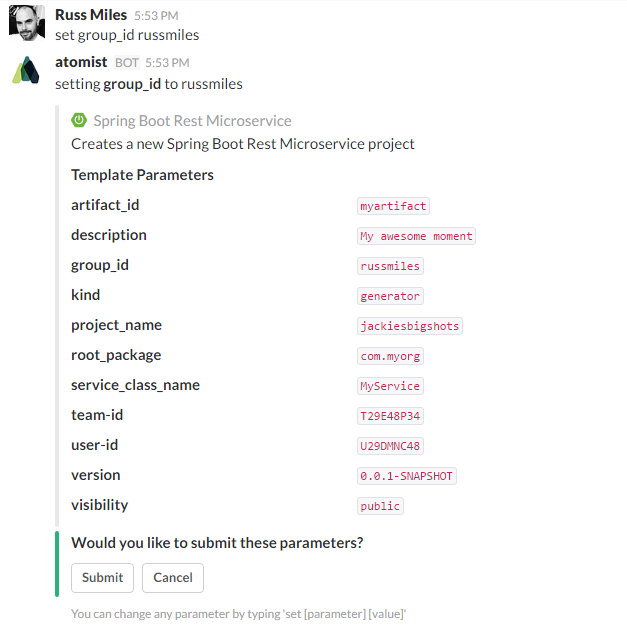 Russ Miles 5:53 PM
set group_id russmiles
atomist BOT 5:53 PM
setting group_id to russmiles
Spring Boot Rest Microservice
Creates a new Spring Boot Rest Microservice project
Template Parameters
artifact_id myartifact
description My awesome moment
group_id russmiles
kind generator
project_name jackiesbigshots
root_package com.myorg
service_class_name MyService
team-id T29E48P34
user-id U29DMNC48
version 0.0.1-SNAPSHOT
visibility public
Would you like to submit these parameters?
Submit Cancel
You can change any parameter by typing 'set [parameter] [value]'